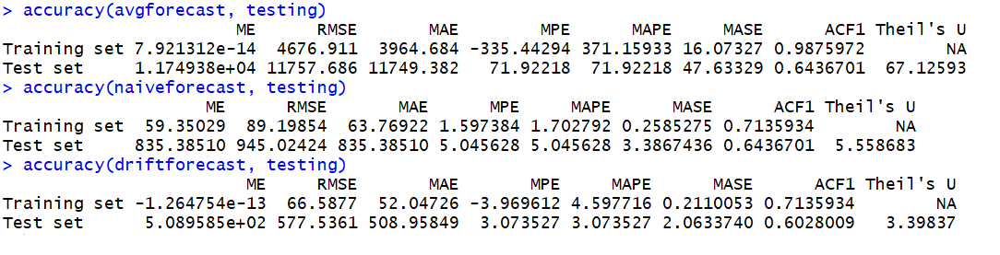 > accuracy(avgforecast, testing)
ME RMSE MAE MPE MAPE MASE ACF1 Theil's U
Training set 7.921312e-14 4676.911 3964.684 -335.44294 371.15933 16.07327 0.9875972 NA
Test set 1.174938e+04 11757.686 11749.382 71.92218 71.92218 47.63329 0.6436701 67.12593
> accuracy(naiveforecast, testing)
ME RMSE MAE MPE MAPE MASE ACF1 Theil's U
Training set 59.35029 89.19854 63.76922 1.597384 1.702792 0.2585275 0.7135934 NA
Test set 835.38510 945.02424 835.38510 5.045628 5.045628 3.3867436 0.6436701 5.558683
> accuracy(driftforecast, testing)
ME RMSE MAE MPE MAPE MASE ACF1 Theil's U
Training set -1.264754e-13 66.5877 52.04726 -3.969612 4.597716 0.2110053 0.7135934 NA
Test set 5.089585e+02 577.5361 508.95849 3.073527 3.073527 2.0633740 0.6028009 3.39837